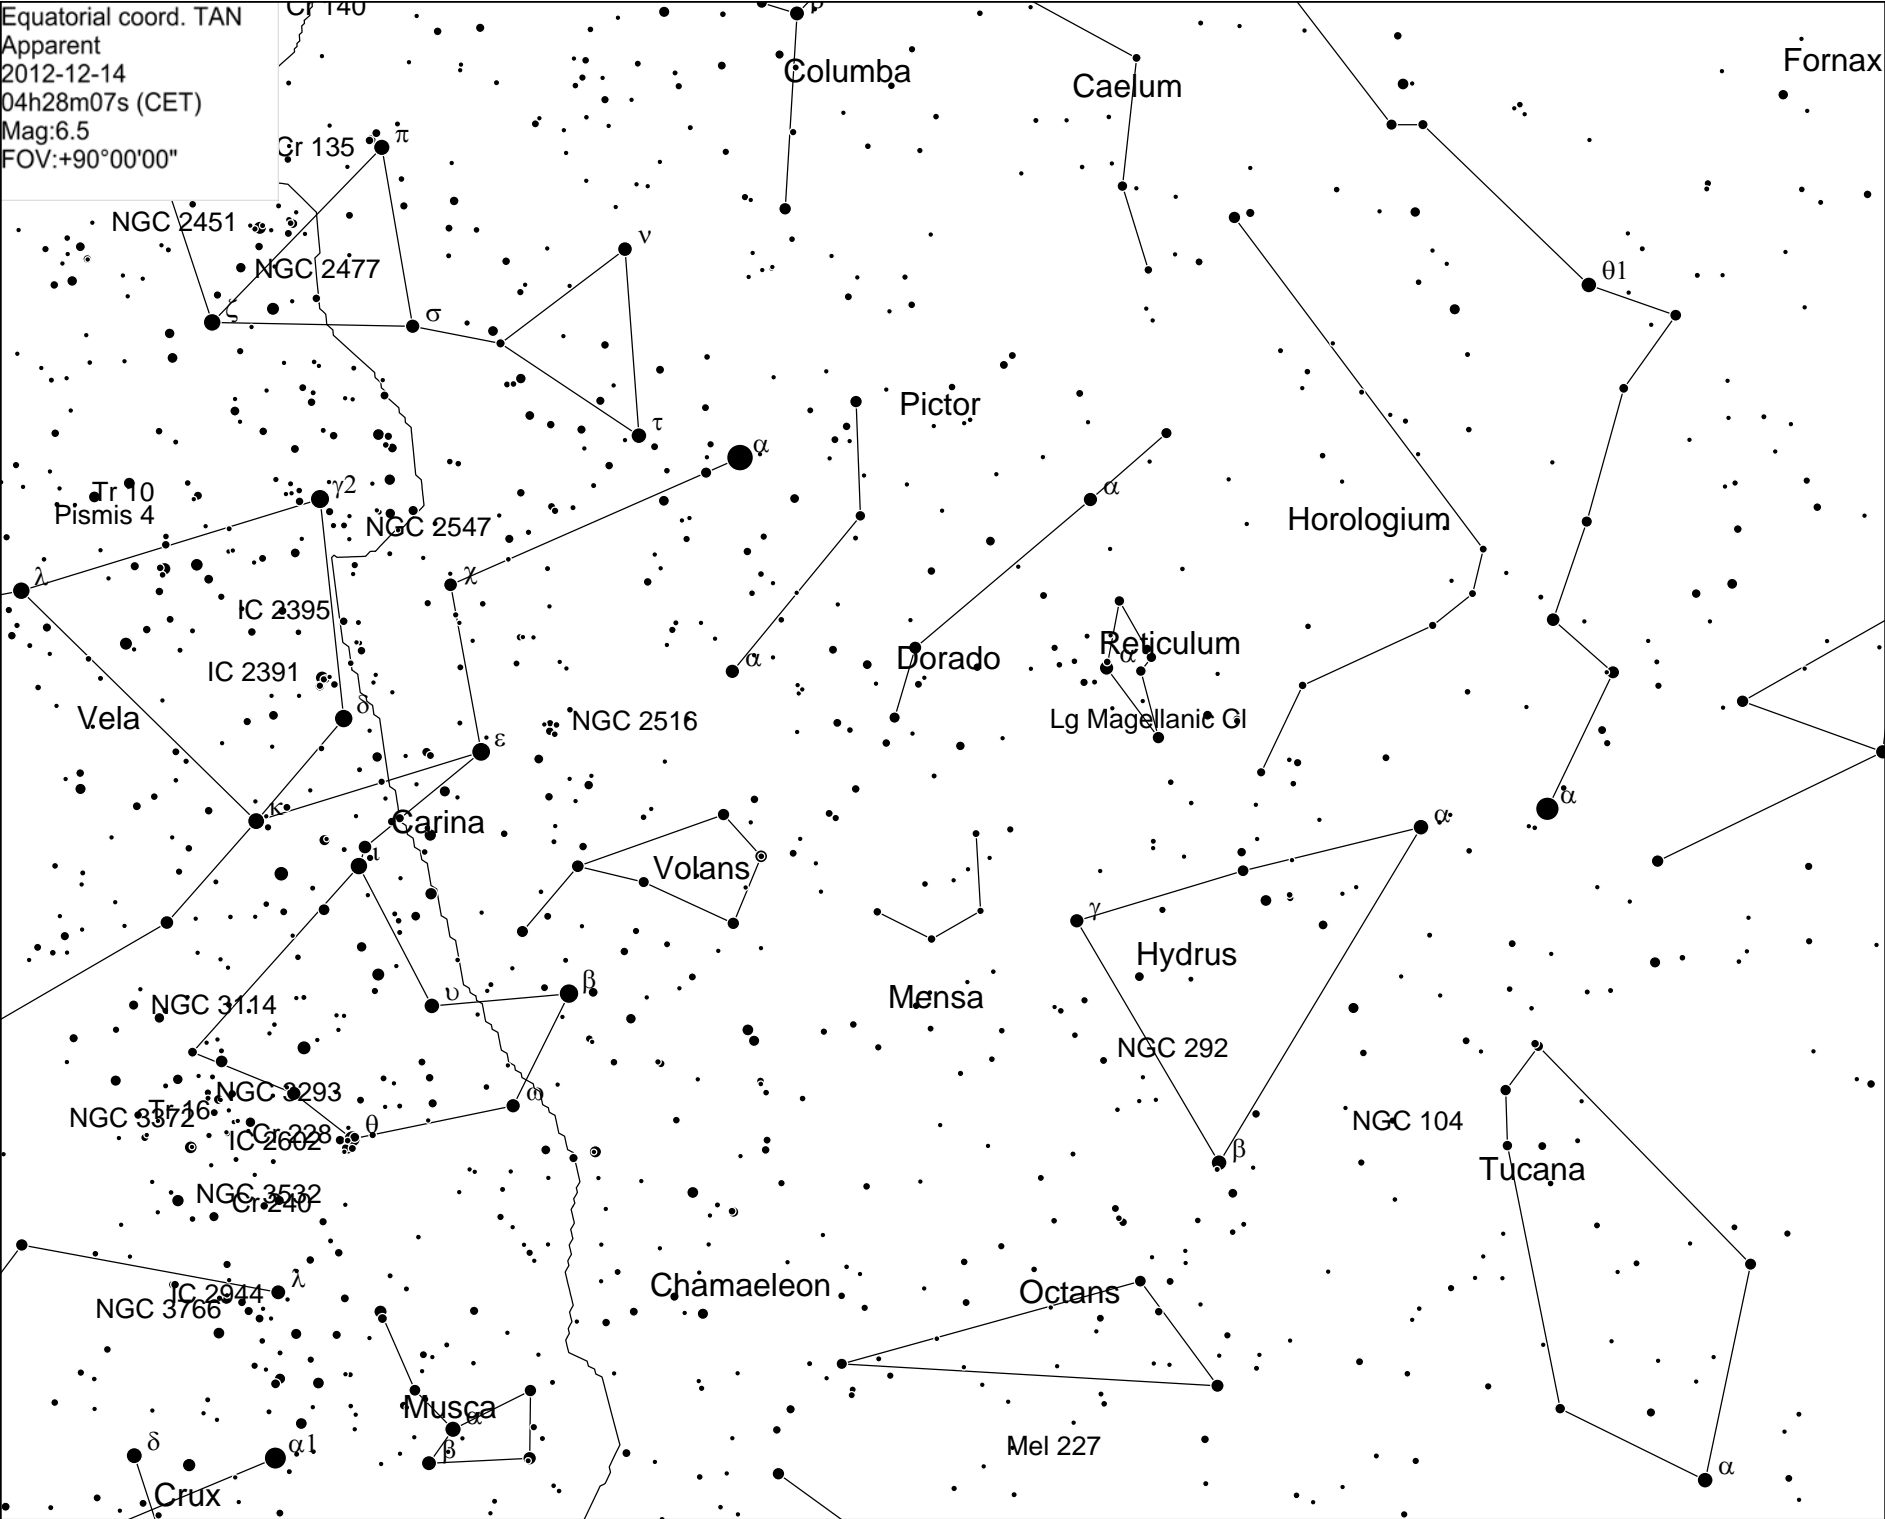 Equatorial coord. TAN
Apparent
2012-12-14
04h28m07s (CET)
Mag:6.5
FOV:+90°00'00"
Cr 140
β
Columba
Caelum
Fornax
Cr 135
π
NGC 2451
NGC 2477
ν
θ1
ζ
σ
Pictor
τ
α
Tr 10
γ2
α
Pismis 4
NGC 2547
Horologium
λ
χ
IC 2395
Reticulum
α
IC 2391
α
Dorado
δ
Vela
NGC 2516
Lg Magellanic Cl
ε
α
κ
Carina
α
ι
Volans
γ
Hydrus
β
υ
Mensa
NGC 3114
NGC 292
NGC 3293
ω
Tr 16
NGC 3372
θ
Cr 228
IC 2602
NGC 104
β
Tucana
NGC 3532
Cr 240
λ
Chamaeleon
Octans
IC 2944
NGC 3766
Musca
α
δ
α1
β
Mel 227
α
Crux